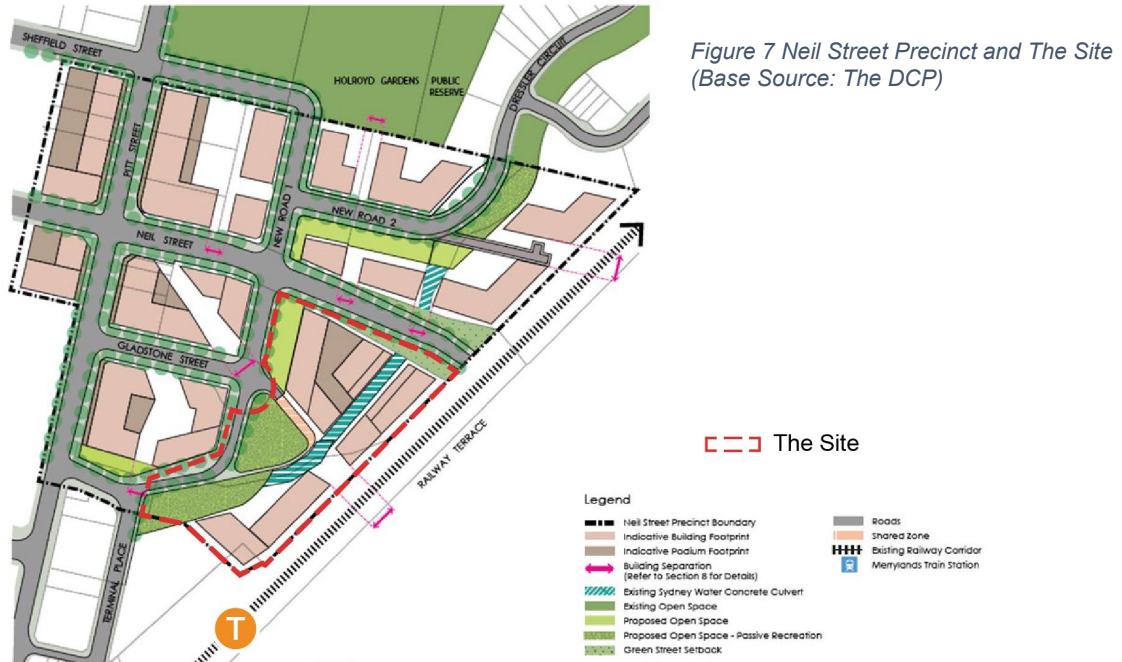 Figure 7 Neil Street Precinct and The Site
(Base Source: The DCP)
SHEFFIELD STREET
HOLROYD GARDENS PUBLIC
RESERVE
DRESSLER CIRCUIT
PITT STREET
NEW ROAD 1
NEW ROAD 2
NEIL STREET
GLADSTONE STREET
RAILWAY TERRACE
TERMINAL PLACE
T
The Site
Legend
Neil Street Precinct Boundary
Indicative Building Footprint
Indicative Podium Footprint
Building Separation
(Refer to Section 8 for Details)
Existing Sydney Water Concrete Culvert
Existing Open Space
Proposed Open Space
Proposed Open Space - Passive Recreation
Green Street Setback
Roads
Shared Zone
Existing Railway Corridor
Merrylands Train Station